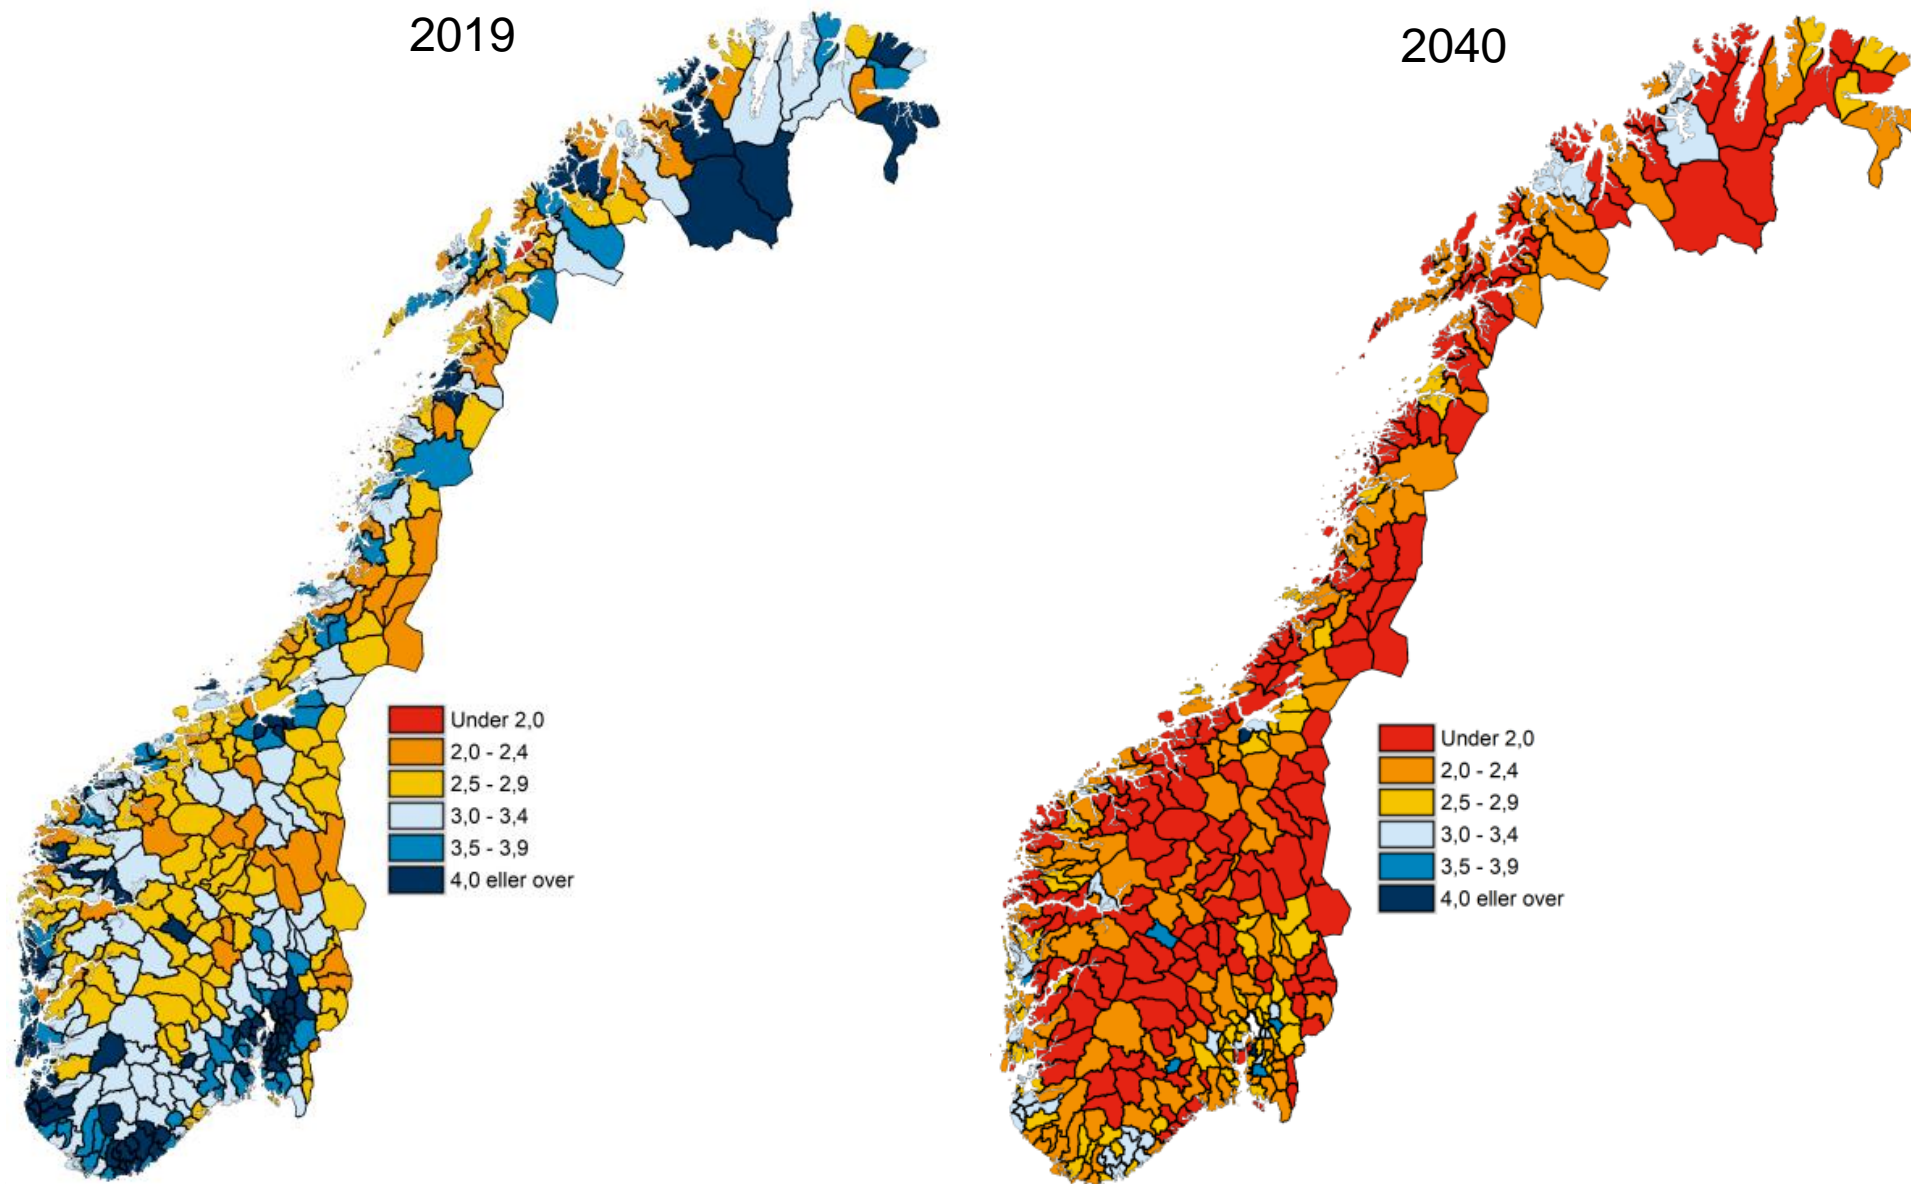 2019
2040
Under 2,0
2,0 - 2,4
2,5 - 2,9
3,0 - 3,4
3,5 - 3,9
4,0 eller over
Under 2,0
2,0 - 2,4
2,5 - 2,9
3,0 - 3,4
3,5 - 3,9
4,0 eller over